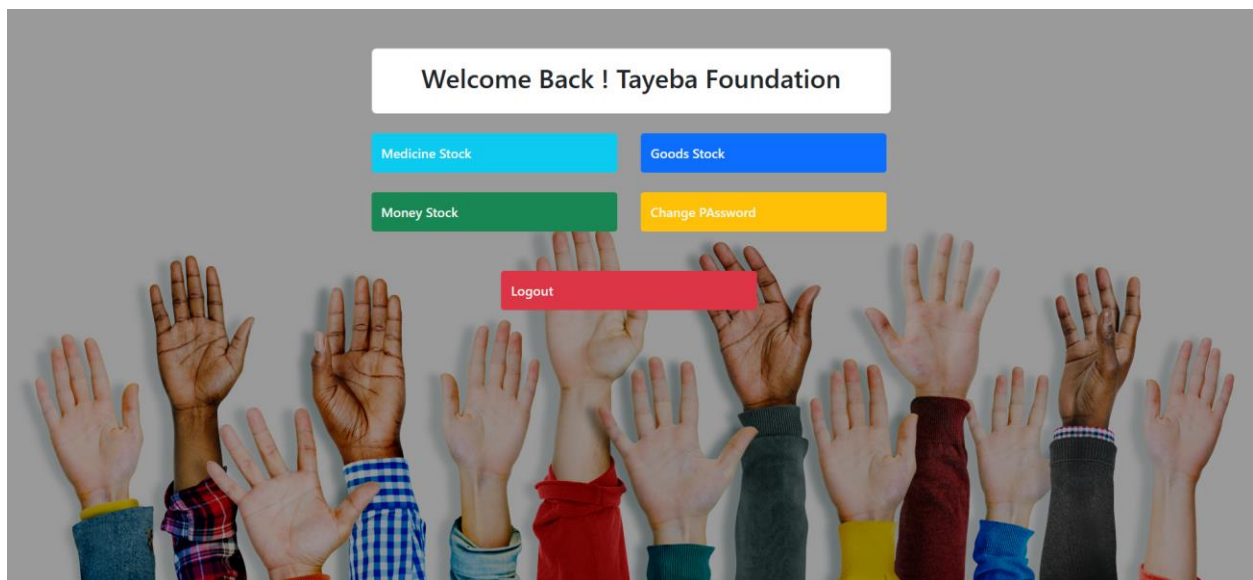 Welcome Back ! Tayeba Foundation
Medicine Stock
Goods Stock
Money Stock
Change PAssword
Logout